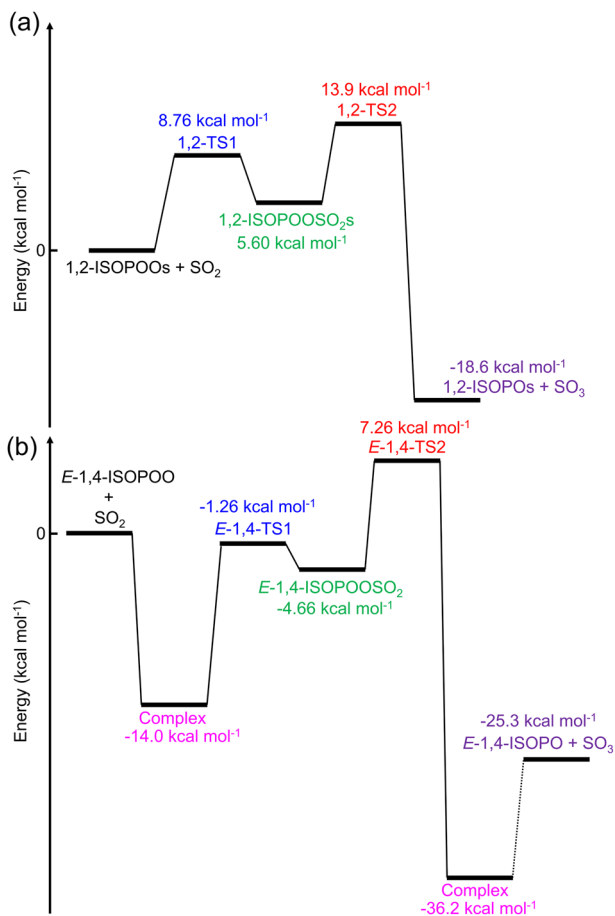 (a)
Energy (kcal mol⁻¹)
13.9 kcal mol⁻¹
1,2-TS2
8.76 kcal mol⁻¹
1,2-TS1
1,2-ISOPOOSO₂s
5.60 kcal mol⁻¹
0
1,2-ISOPOOs + SO₂
-18.6 kcal mol⁻¹
1,2-ISOPOs + SO₃
(b)
Energy (kcal mol⁻¹)
7.26 kcal mol⁻¹
E-1,4-TS2
E-1,4-ISOPOO
+
SO₂
-1.26 kcal mol⁻¹
E-1,4-TS1
0
E-1,4-ISOPOOSO₂
-4.66 kcal mol⁻¹
Complex
-14.0 kcal mol⁻¹
-25.3 kcal mol⁻¹
E-1,4-ISOPO + SO₃
Complex
-36.2 kcal mol⁻¹